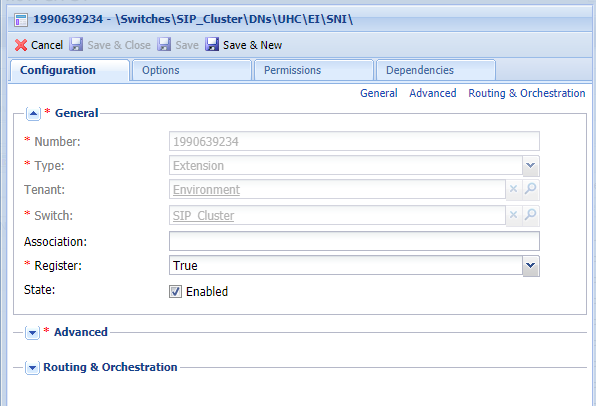 1990639234 - \Switches\SIP_Cluster\DNs\UHC\EI\SNI\
Cancel Save & Close Save Save & New
Configuration Options Permissions Dependencies
General Advanced Routing & Orchestration
* General
* Number: 1990639234
* Type: Extension
Tenant: Environment
* Switch: SIP_Cluster
Association:
* Register: True
State: Enabled
* Advanced
Routing & Orchestration